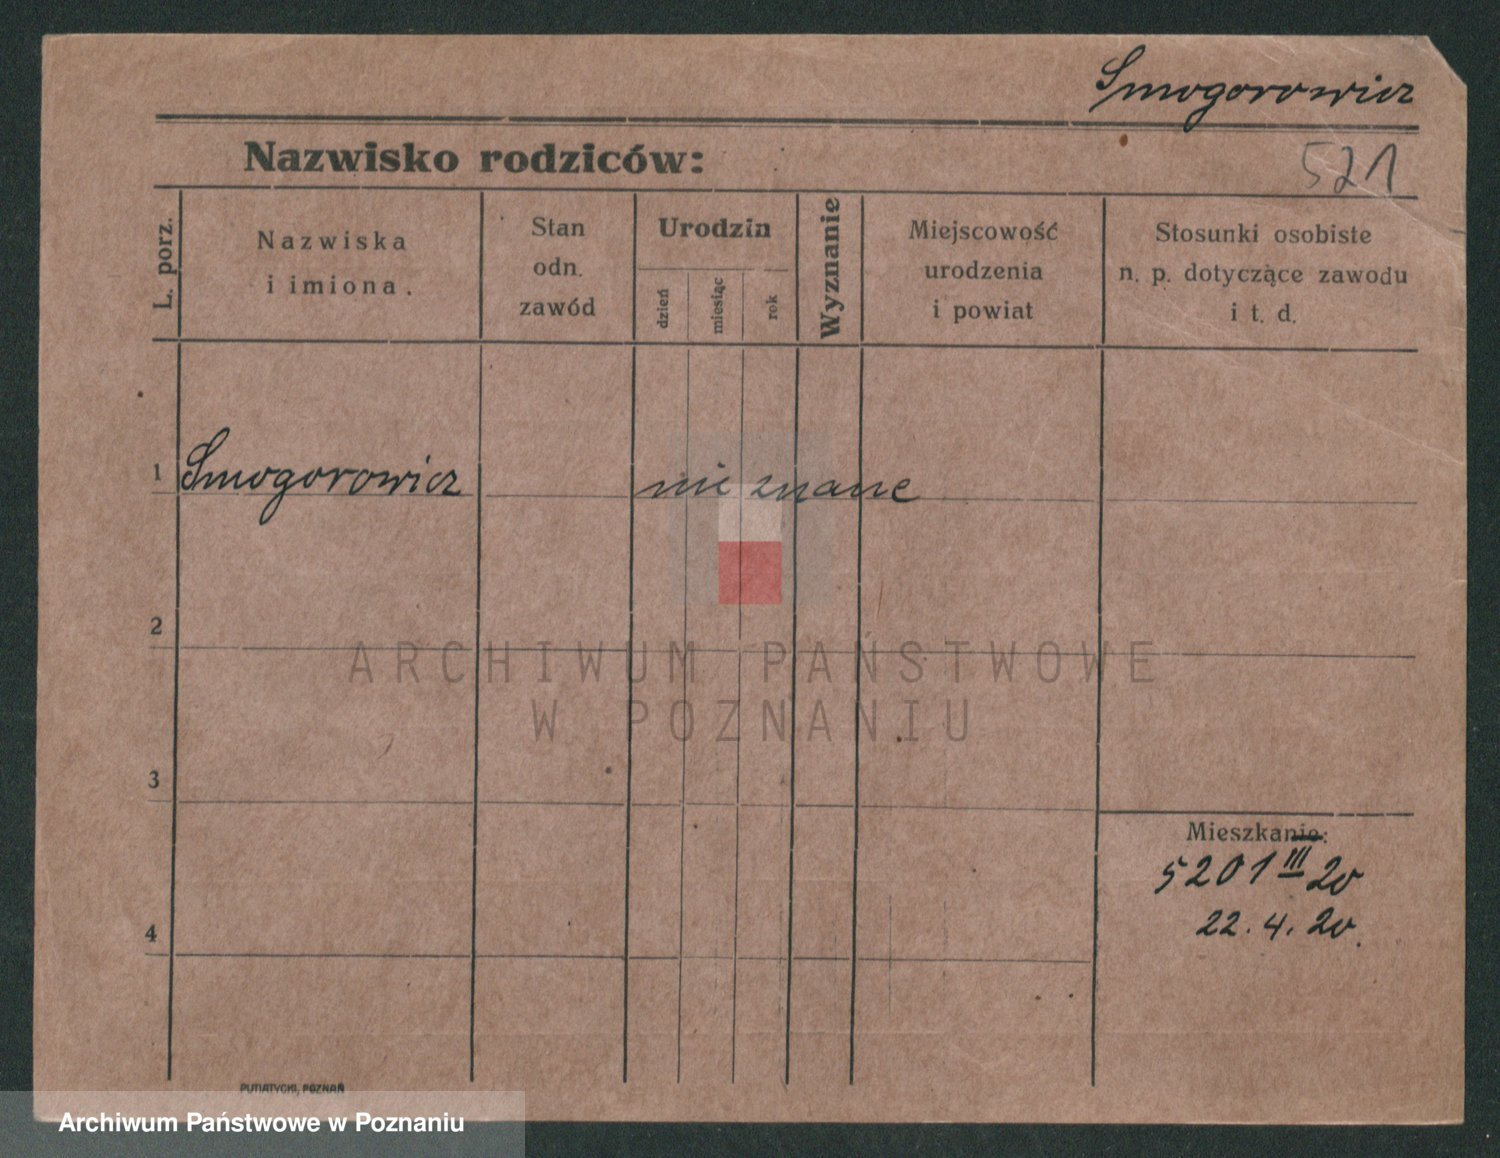 Smogorowicz
Nazwisko rodziców:
521
L. porz.
Nazwiska
i imiona.
Stan
odn.
zawód
Urodzin
dzień
miesiąc
rok
Wyznanie
Miejscowość
urodzenia
i powiat
Stosunki osobiste
n. p. dotyczące zawodu
i t. d.
1 Smogorowicz nie znane
2
ARCHIWUM PAŃSTWOWE
W POZNANIU
3
Mieszkanie:
5201 III 20
22. 4. 20.
4
PUTIATYCKI, POZNAŃ
Archiwum Państwowe w Poznaniu